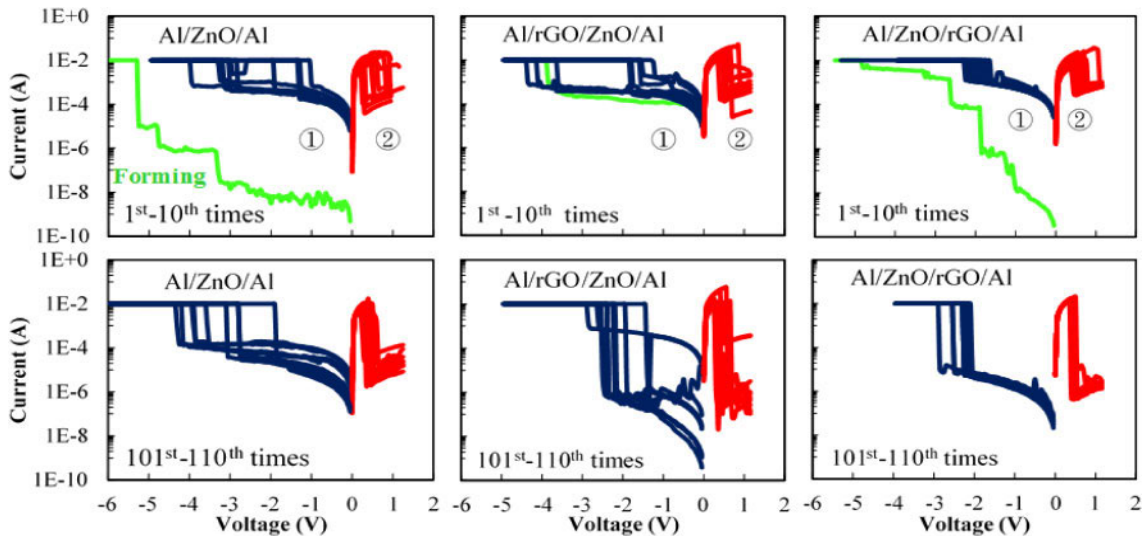 Al/ZnO/Al
Al/rGO/ZnO/Al
Al/ZnO/rGO/Al
1E+0
1E-2
1E-4
1E-6
1E-8
1E-10
Current (A)
① ②
① ②
① ②
Forming
1st-10th times
1st-10th times
1st-10th times
Al/ZnO/Al
Al/rGO/ZnO/Al
Al/ZnO/rGO/Al
1E+0
1E-2
1E-4
1E-6
1E-8
1E-10
Current (A)
101st-110th times
101st-110th times
101st-110th times
-6 -5 -4 -3 -2 -1 0 1 2
-6 -5 -4 -3 -2 -1 0 1 2
-6 -5 -4 -3 -2 -1 0 1 2
Voltage (V)
Voltage (V)
Voltage (V)